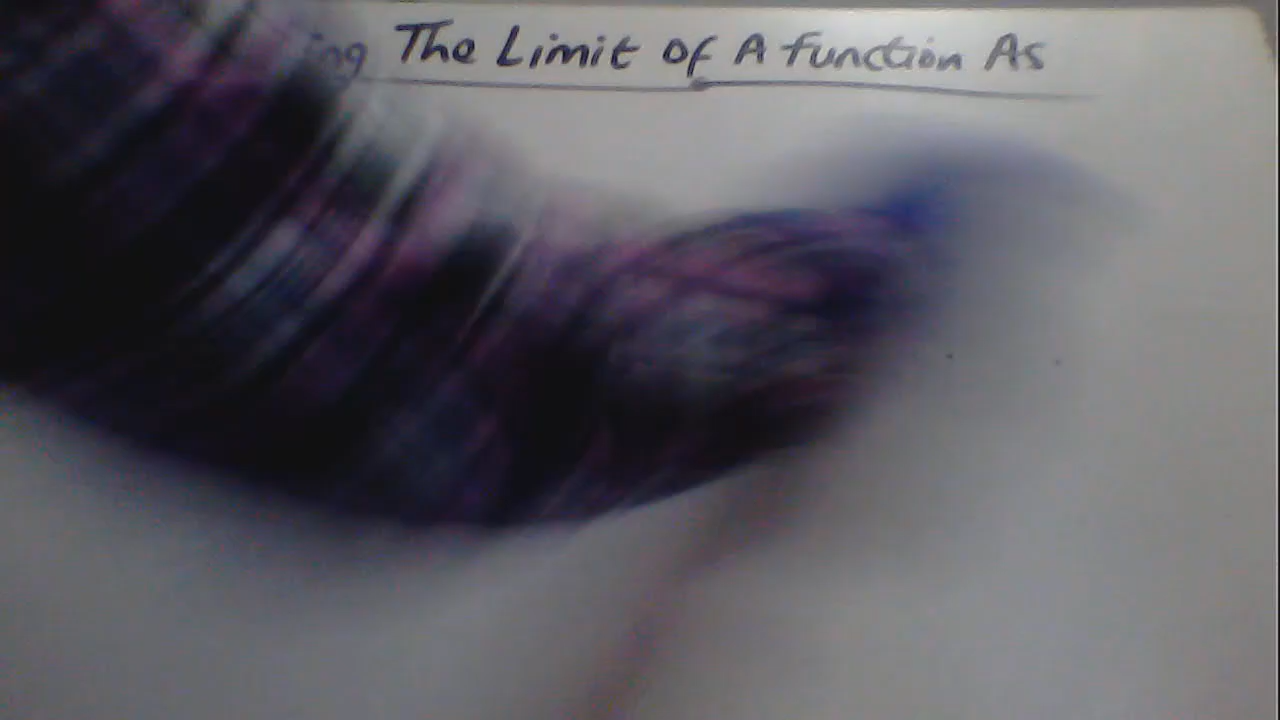 The Limit of A function As